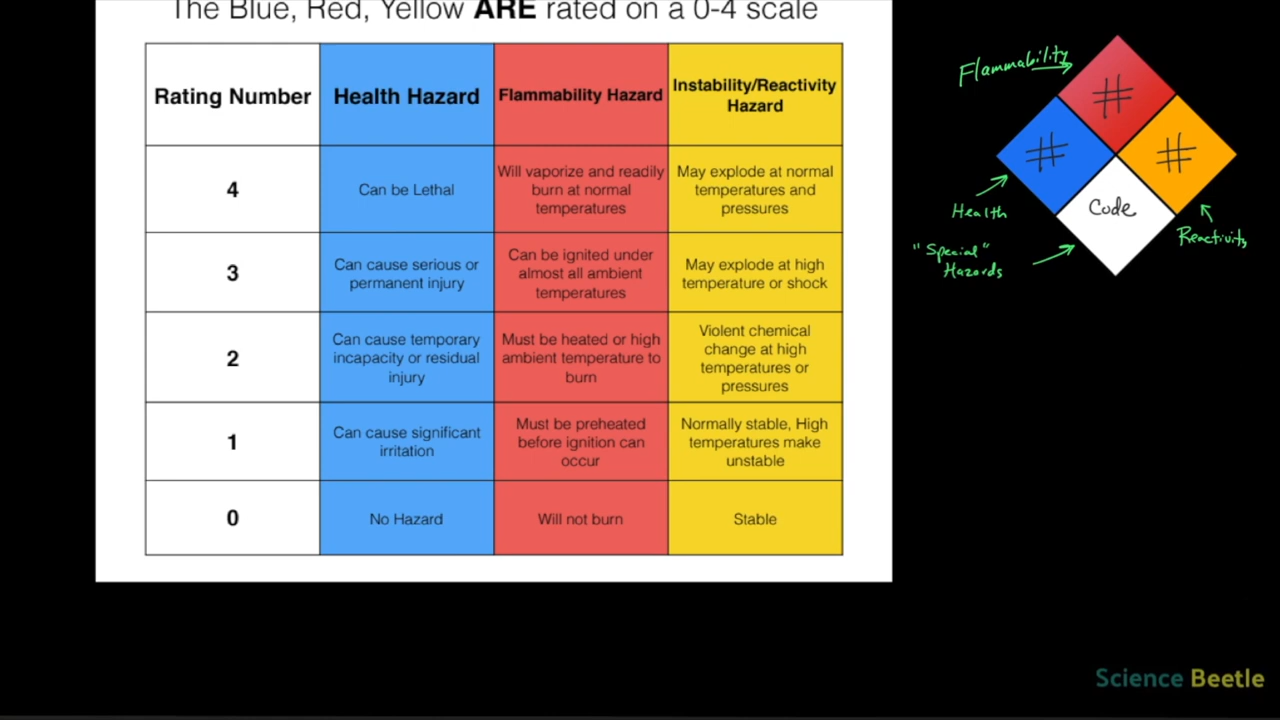 The Blue, Red, Yellow ARE rated on a 0-4 scale
Rating Number
Health Hazard
Flammability Hazard
Instability/Reactivity
Hazard
4
Can be Lethal
Will vaporize and readily
burn at normal
temperatures
May explode at normal
temperatures and
pressures
3
Can cause serious or
permanent injury
Can be ignited under
almost all ambient
temperatures
May explode at high
temperature or shock
2
Can cause temporary
incapacity or residual
injury
Must be heated or high
ambient temperature to
burn
Violent chemical
change at high
temperatures or
pressures
1
Can cause significant
irritation
Must be preheated
before ignition can
occur
Normally stable, High
temperatures make
unstable
0
No Hazard
Will not burn
Stable
Flammability
#
#
#
Code
Health
"Special"
Hazards
Reactivity
Science Beetle